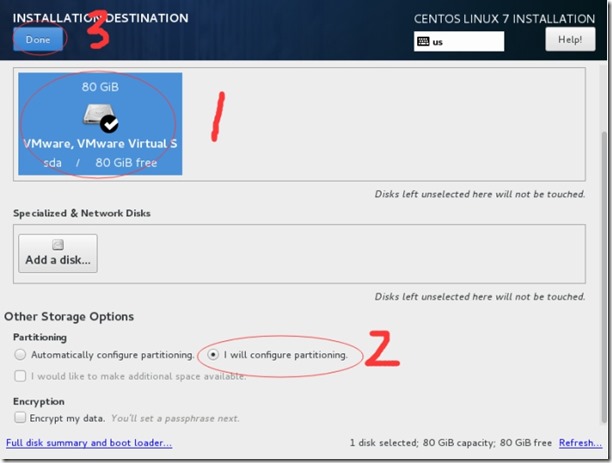 INSTALLATION DESTINATION
CENTOS LINUX 7 INSTALLATION
Done
3
us
Help!
80 GiB
1
VMware, VMware Virtual S
sda / 80 GiB free
Disks left unselected here will not be touched.
Specialized & Network Disks
Add a disk...
Disks left unselected here will not be touched.
Other Storage Options
Partitioning
Automatically configure partitioning. I will configure partitioning. 2
I would like to make additional space available.
Encryption
Encrypt my data. You'll set a passphrase next.
Full disk summary and boot loader... 1 disk selected; 80 GiB capacity; 80 GiB free Refresh...